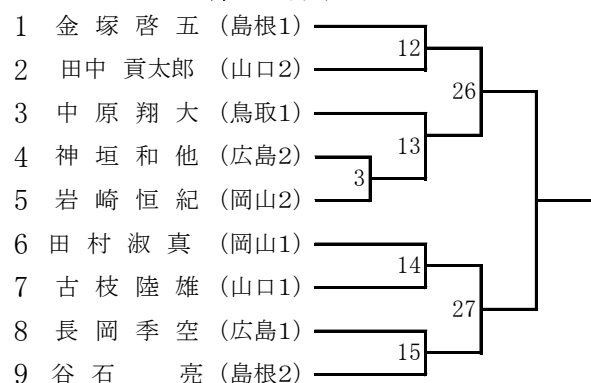 1 金塚啓五 (島根1)
12
2 田中貢太郎 (山口2)
26
3 中原翔大 (鳥取1)
13
4 神垣和他 (広島2)
3
5 岩崎恒紀 (岡山2)
6 田村淑真 (岡山1)
14
7 古枝陸雄 (山口1)
27
8 長岡季空 (広島1)
15
9 谷石 亮 (島根2)